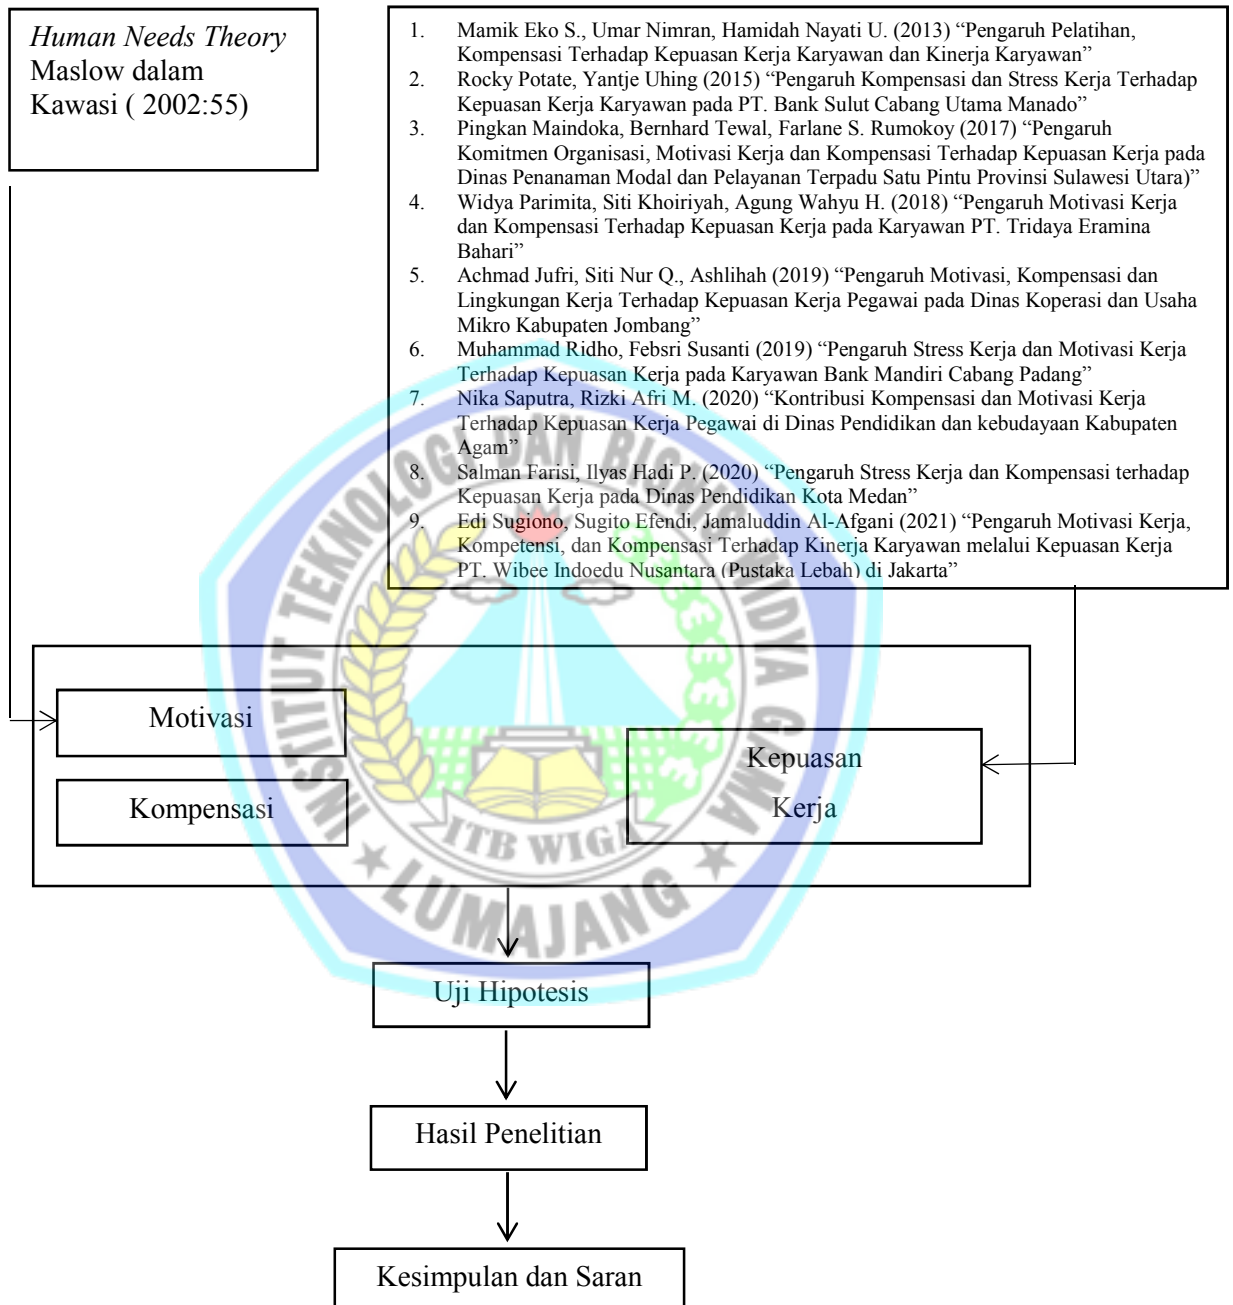 Human Needs Theory
Maslow dalam
Kawasi ( 2002:55)
1. Mamik Eko S., Umar Nimran, Hamidah Nayati U. (2013) “Pengaruh Pelatihan,
Kompensasi Terhadap Kepuasan Kerja Karyawan dan Kinerja Karyawan”
2. Rocky Potate, Yantje Uhing (2015) “Pengaruh Kompensasi dan Stress Kerja Terhadap
Kepuasan Kerja Karyawan pada PT. Bank Sulut Cabang Utama Manado”
3. Pingkan Maindoka, Bernhard Tewal, Farlane S. Rumokoy (2017) “Pengaruh
Komitmen Organisasi, Motivasi Kerja dan Kompensasi Terhadap Kepuasan Kerja pada
Dinas Penanaman Modal dan Pelayanan Terpadu Satu Pintu Provinsi Sulawesi Utara)”
4. Widya Parimita, Siti Khoiriyah, Agung Wahyu H. (2018) “Pengaruh Motivasi Kerja
dan Kompensasi Terhadap Kepuasan Kerja pada Karyawan PT. Tridaya Eramina
Bahari”
5. Achmad Jufri, Siti Nur Q., Ashlihah (2019) “Pengaruh Motivasi, Kompensasi dan
Lingkungan Kerja Terhadap Kepuasan Kerja Pegawai pada Dinas Koperasi dan Usaha
Mikro Kabupaten Jombang”
6. Muhammad Ridho, Febsri Susanti (2019) “Pengaruh Stress Kerja dan Motivasi Kerja
Terhadap Kepuasan Kerja pada Karyawan Bank Mandiri Cabang Padang”
7. Nika Saputra, Rizki Afri M. (2020) “Kontribusi Kompensasi dan Motivasi Kerja
Terhadap Kepuasan Kerja Pegawai di Dinas Pendidikan dan kebudayaan Kabupaten
Agam”
8. Salman Farisi, Ilyas Hadi P. (2020) “Pengaruh Stress Kerja dan Kompensasi terhadap
Kepuasan Kerja pada Dinas Pendidikan Kota Medan”
9. Edi Sugiono, Sugito Efendi, Jamaluddin Al-Afgani (2021) “Pengaruh Motivasi Kerja,
Kompetensi, dan Kompensasi Terhadap Kinerja Karyawan melalui Kepuasan Kerja
PT. Wibee Indoedu Nusantara (Pustaka Lebah) di Jakarta”
INSTITUT TEKNOLOGI DAN BISNIS WIDYA GAMA
Motivasi
Kompensasi
Kepuasan
Kerja
ITB WIGA
LUMAJANG
Uji Hipotesis
Hasil Penelitian
Kesimpulan dan Saran